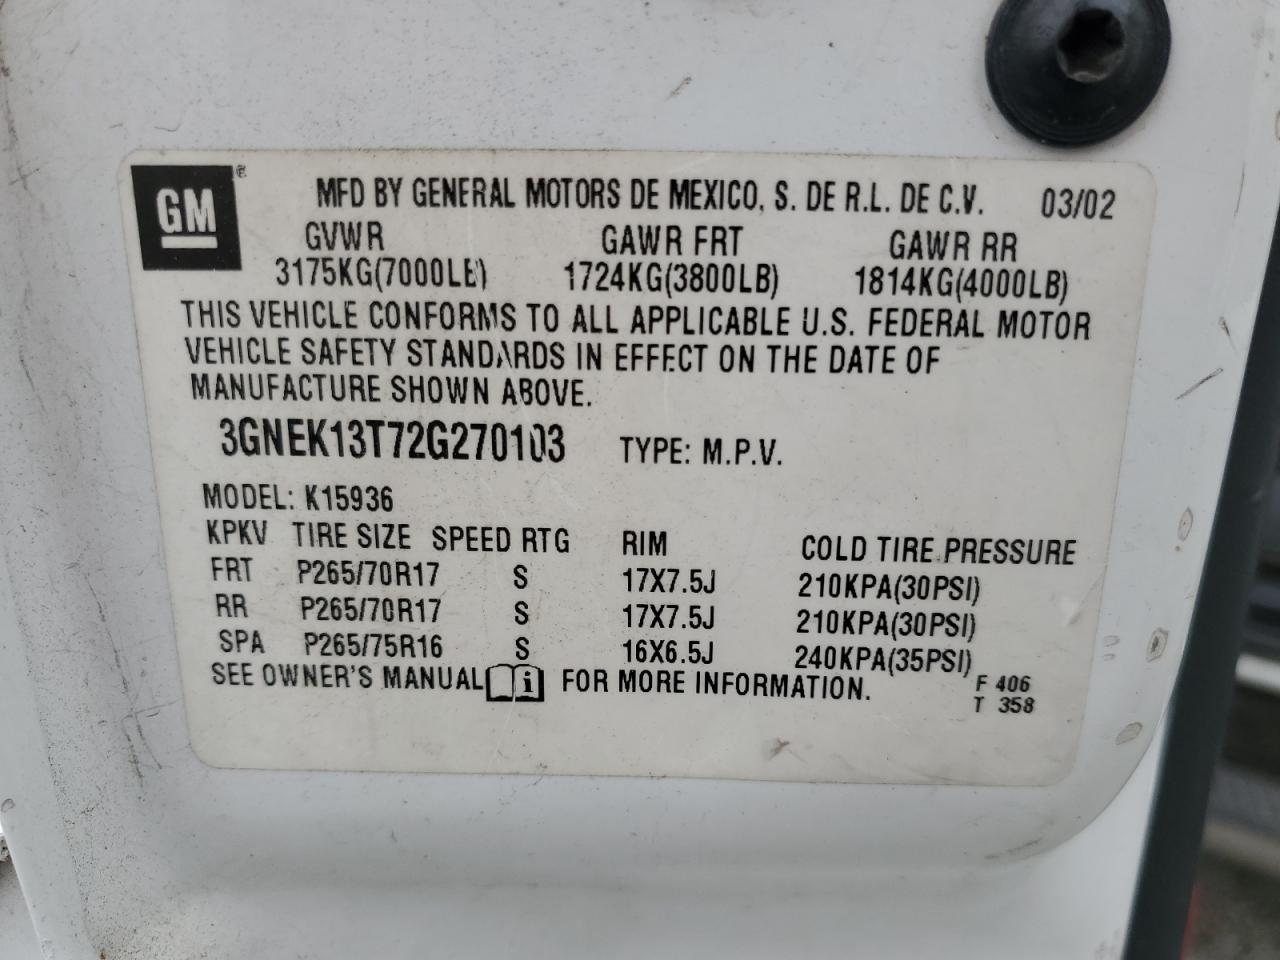 GM ® MFD BY GENERAL MOTORS DE MEXICO, S. DE R.L. DE C.V. 03/02
GVWR GAWR FRT GAWR RR
3175KG(7000LB) 1724KG(3800LB) 1814KG(4000LB)
THIS VEHICLE CONFORMS TO ALL APPLICABLE U.S. FEDERAL MOTOR
VEHICLE SAFETY STANDARDS IN EFFECT ON THE DATE OF
MANUFACTURE SHOWN ABOVE.
3GNEK13T72G270103 TYPE: M.P.V.
MODEL: K15936
KPKV TIRE SIZE SPEED RTG RIM COLD TIRE PRESSURE
FRT P265/70R17 S 17X7.5J 210KPA(30PSI)
RR P265/70R17 S 17X7.5J 210KPA(30PSI)
SPA P265/75R16 S 16X6.5J 240KPA(35PSI)
SEE OWNER'S MANUAL i FOR MORE INFORMATION. F 406
T 358